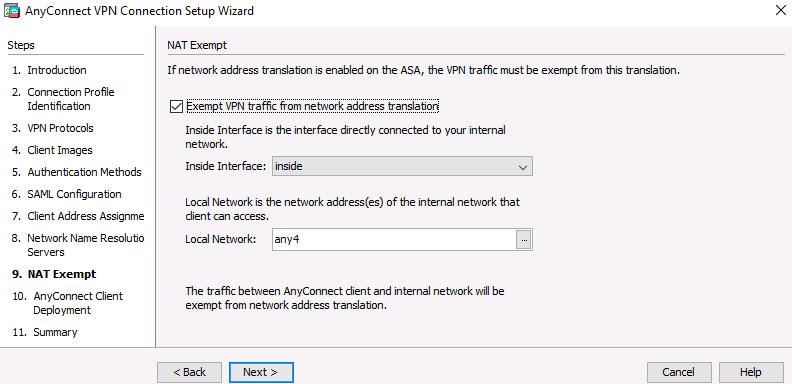 AnyConnect VPN Connection Setup Wizard
Steps
1. Introduction
2. Connection Profile
Identification
3. VPN Protocols
4. Client Images
5. Authentication Methods
6. SAML Configuration
7. Client Address Assignme
8. Network Name Resolutio
Servers
9. NAT Exempt
10. AnyConnect Client
Deployment
11. Summary
NAT Exempt
If network address translation is enabled on the ASA, the VPN traffic must be exempt from this translation.
Exempt VPN traffic from network address translation
Inside Interface is the interface directly connected to your internal
network.
Inside Interface: inside
Local Network is the network address(es) of the internal network that
client can access.
Local Network: any4 ...
The traffic between AnyConnect client and internal network will be
exempt from network address translation.
< Back Next > Cancel Help